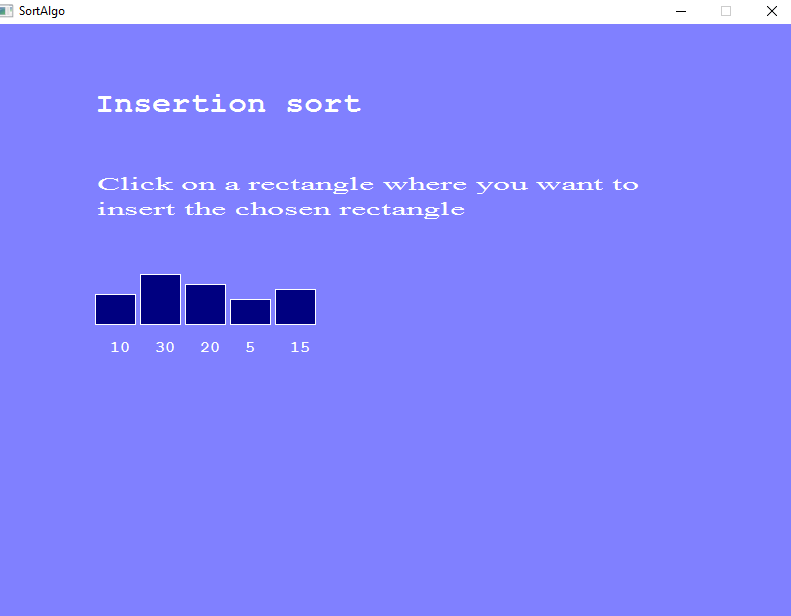 SortAlgo
Insertion sort
Click on a rectangle where you want to
insert the chosen rectangle
10 30 20 5 15